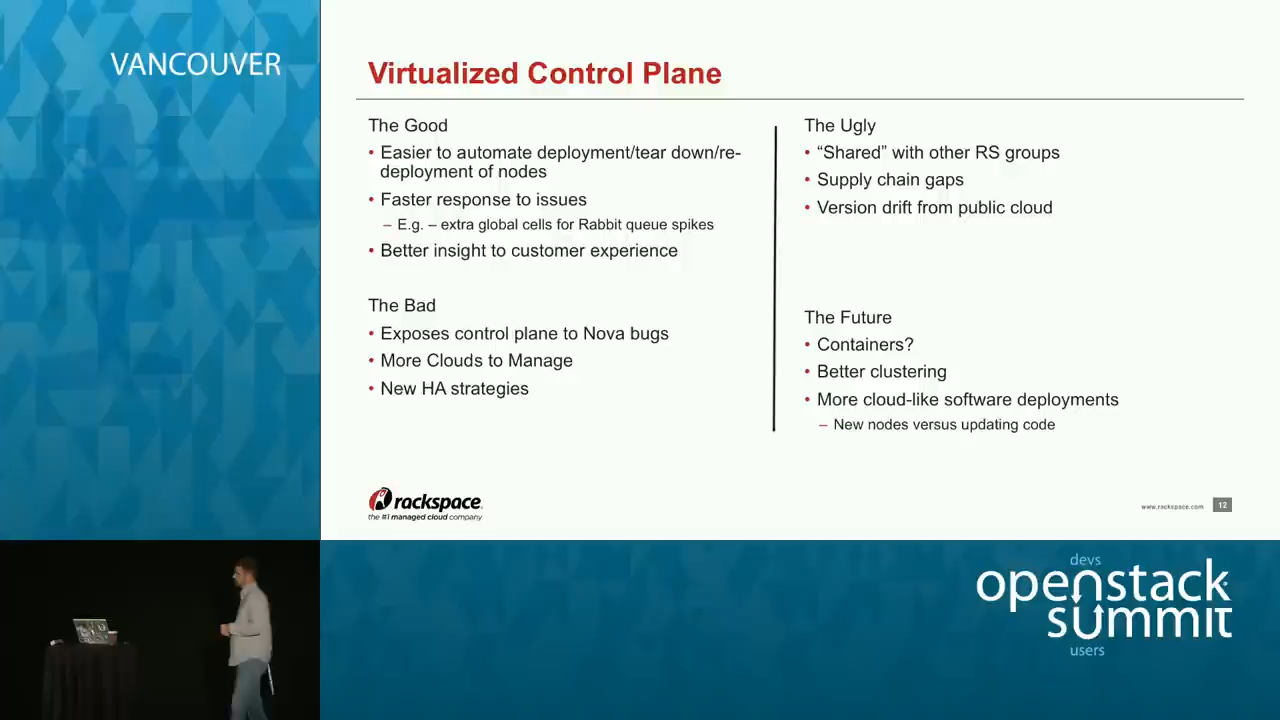 VANCOUVER
Virtualized Control Plane
The Good
• Easier to automate deployment/tear down/re-
deployment of nodes
• Faster response to issues
– E.g. – extra global cells for Rabbit queue spikes
• Better insight to customer experience
The Bad
• Exposes control plane to Nova bugs
• More Clouds to Manage
• New HA strategies
The Ugly
• “Shared” with other RS groups
• Supply chain gaps
• Version drift from public cloud
The Future
• Containers?
• Better clustering
• More cloud-like software deployments
– New nodes versus updating code
rackspace
the #1 managed cloud company
www.rackspace.com
12
devs
openstack
summit
users